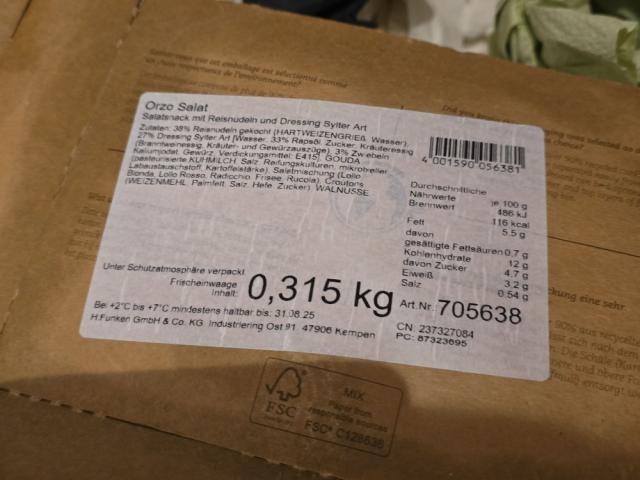 Orzo Salat
Salatsnack mit Reisnudeln und Dressing Sylter Art
Zutaten: 38% Reisnudeln gekocht (HARTWEIZENGRIEß, Wasser),
27% Dressing Sylter Art [Wasser, 33% Rapsöl, Zucker, Kräuteressig
(Branntweinessig, Kräuter- und Gewürzauszüge), 3% Zwiebeln
Kaliumjodat, Gewürz, Verdickungsmittel: E415], GOUDA
(pasteurisierte KUHMILCH, Salz, Reifungskulturen, mikrobieller
Labaustauschstoff, Kartoffelstärke), Salatmischung (Lollo
Bionda, Lollo Rosso, Radicchio, Frisee, Rucola), Croutons
(WEIZENMEHL, Palmfett, Salz, Hefe, Zucker), WALNÜSSE
4 001590 056381
Durchschnittliche
Nährwerte je 100 g
Brennwert 486 kJ
116 kcal
Fett 5.5 g
davon
gesättigte Fettsäuren 0,7 g
Kohlenhydrate 12 g
davon Zucker 4,7 g
Eiweiß 3,2 g
Salz 0.54 g
Unter Schutzatmosphäre verpackt
Frischeinwaage
Inhalt: 0,315 kg
Art.Nr. 705638
Bei +2°C bis +7°C mindestens haltbar bis: 31.08.25
H.Funken GmbH & Co. KG Industriering Ost 91 47906 Kempen
CN: 237327084
PC: 87323695
FSC
MIX
Paper from
responsible sources
FSC® C128636